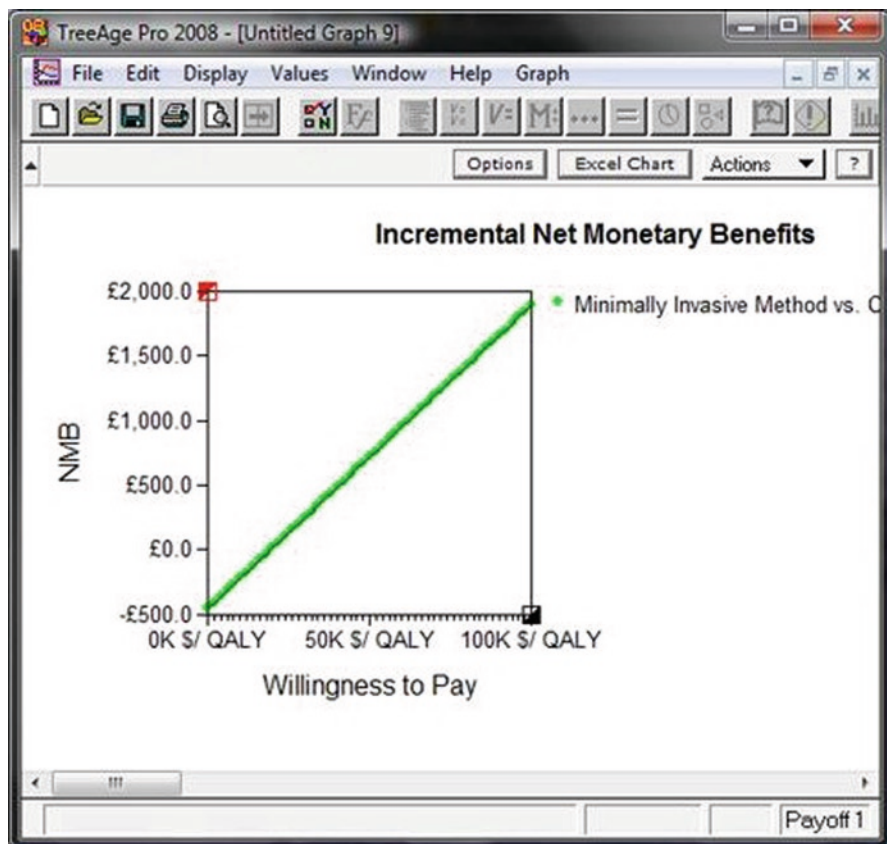 TreeAge Pro 2008 - [Untitled Graph 9]
File Edit Display Values Window Help Graph
Options Excel Chart Actions ?
Incremental Net Monetary Benefits
£2,000.0
Minimally Invasive Method vs. C
£1,500.0
£1,000.0
NMB
£500.0
£0.0
-£500.0
0K $/ QALY 50K $/ QALY 100K $/ QALY
Willingness to Pay
Payoff 1